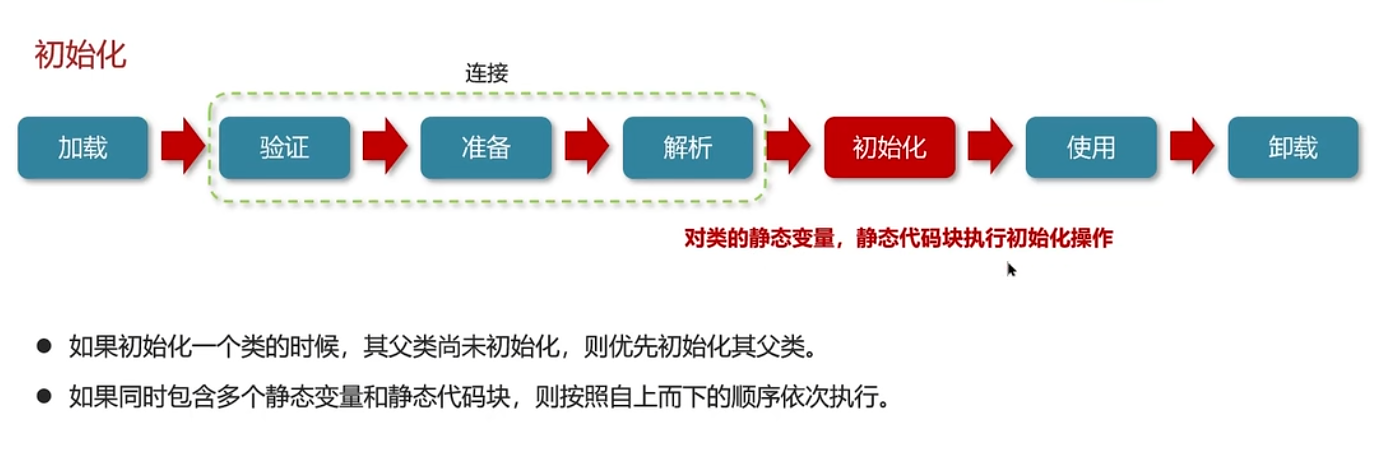 初始化
连接
加载
验证
准备
解析
初始化
使用
卸载
对类的静态变量，静态代码块执行初始化操作
● 如果初始化一个类的时候，其父类尚未初始化，则优先初始化其父类。
● 如果同时包含多个静态变量和静态代码块，则按照自上而下的顺序依次执行。